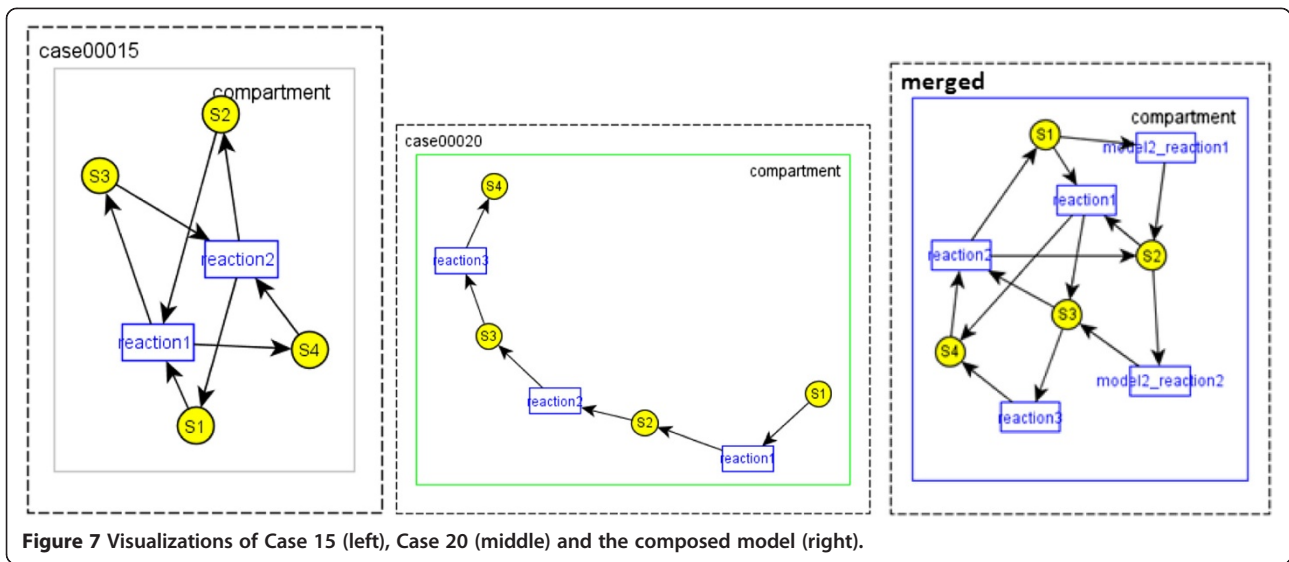 case00015
compartment
S2
S3
reaction2
reaction1
S4
S1
case00020
compartment
S4
reaction3
S3
reaction2
S2
S1
reaction1
merged
compartment
S1
model2_reaction1
reaction1
reaction2
S2
S3
S4
model2_reaction2
reaction3
Figure 7 Visualizations of Case 15 (left), Case 20 (middle) and the composed model (right).